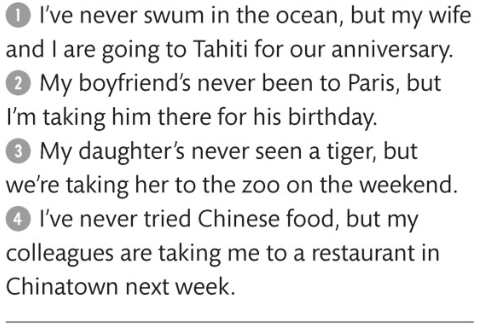 1 I've never swum in the ocean, but my wife
and I are going to Tahiti for our anniversary.
2 My boyfriend's never been to Paris, but
I'm taking him there for his birthday.
3 My daughter's never seen a tiger, but
we're taking her to the zoo on the weekend.
4 I've never tried Chinese food, but my
colleagues are taking me to a restaurant in
Chinatown next week.